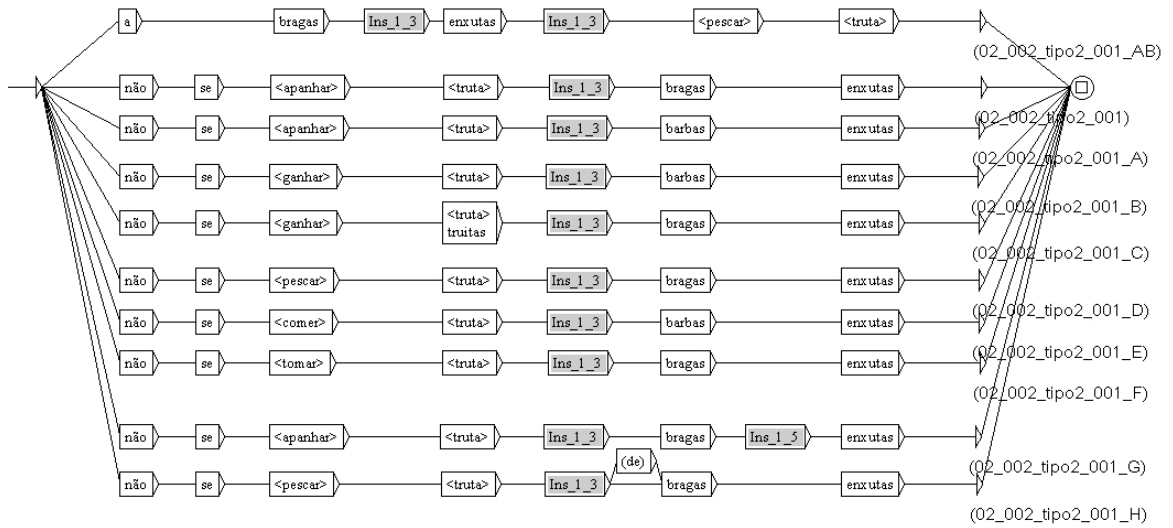 a bragas Ins_1_3 enxutas Ins_1_3 <pescar> <truta>
(02_002_tipo2_001_AB)
não se <apanhar> <truta> Ins_1_3 bragas enxutas
(02_002_tipo2_001)
não se <apanhar> <truta> Ins_1_3 barbas enxutas
(02_002_tipo2_001_A)
não se <ganhar> <truta> Ins_1_3 barbas enxutas
(02_002_tipo2_001_B)
não se <ganhar> <truta> Ins_1_3 bragas enxutas
truitas
(02_002_tipo2_001_C)
não se <pescar> <truta> Ins_1_3 bragas enxutas
(02_002_tipo2_001_D)
não se <comer> <truta> Ins_1_3 barbas enxutas
(02_002_tipo2_001_E)
não se <tomar> <truta> Ins_1_3 bragas enxutas
(02_002_tipo2_001_F)
não se <apanhar> <truta> Ins_1_3 bragas Ins_1_5 enxutas
(02_002_tipo2_001_G)
(de)
não se <pescar> <truta> Ins_1_3 bragas enxutas
(02_002_tipo2_001_H)